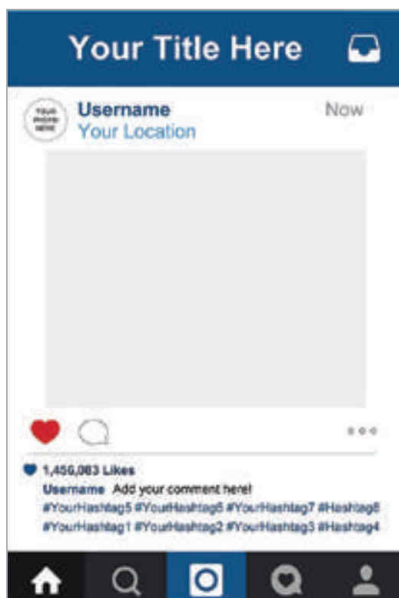 Your Title Here
YOUR
PHOTO
HERE
Username Now
Your Location
1,456,083 Likes
Username Add your comment here!
#YourHashtag5 #YourHashtag6 #YourHashtag7 #Hashtag8
#YourHashtag1 #YourHashtag2 #YourHashtag3 #Hashtag4